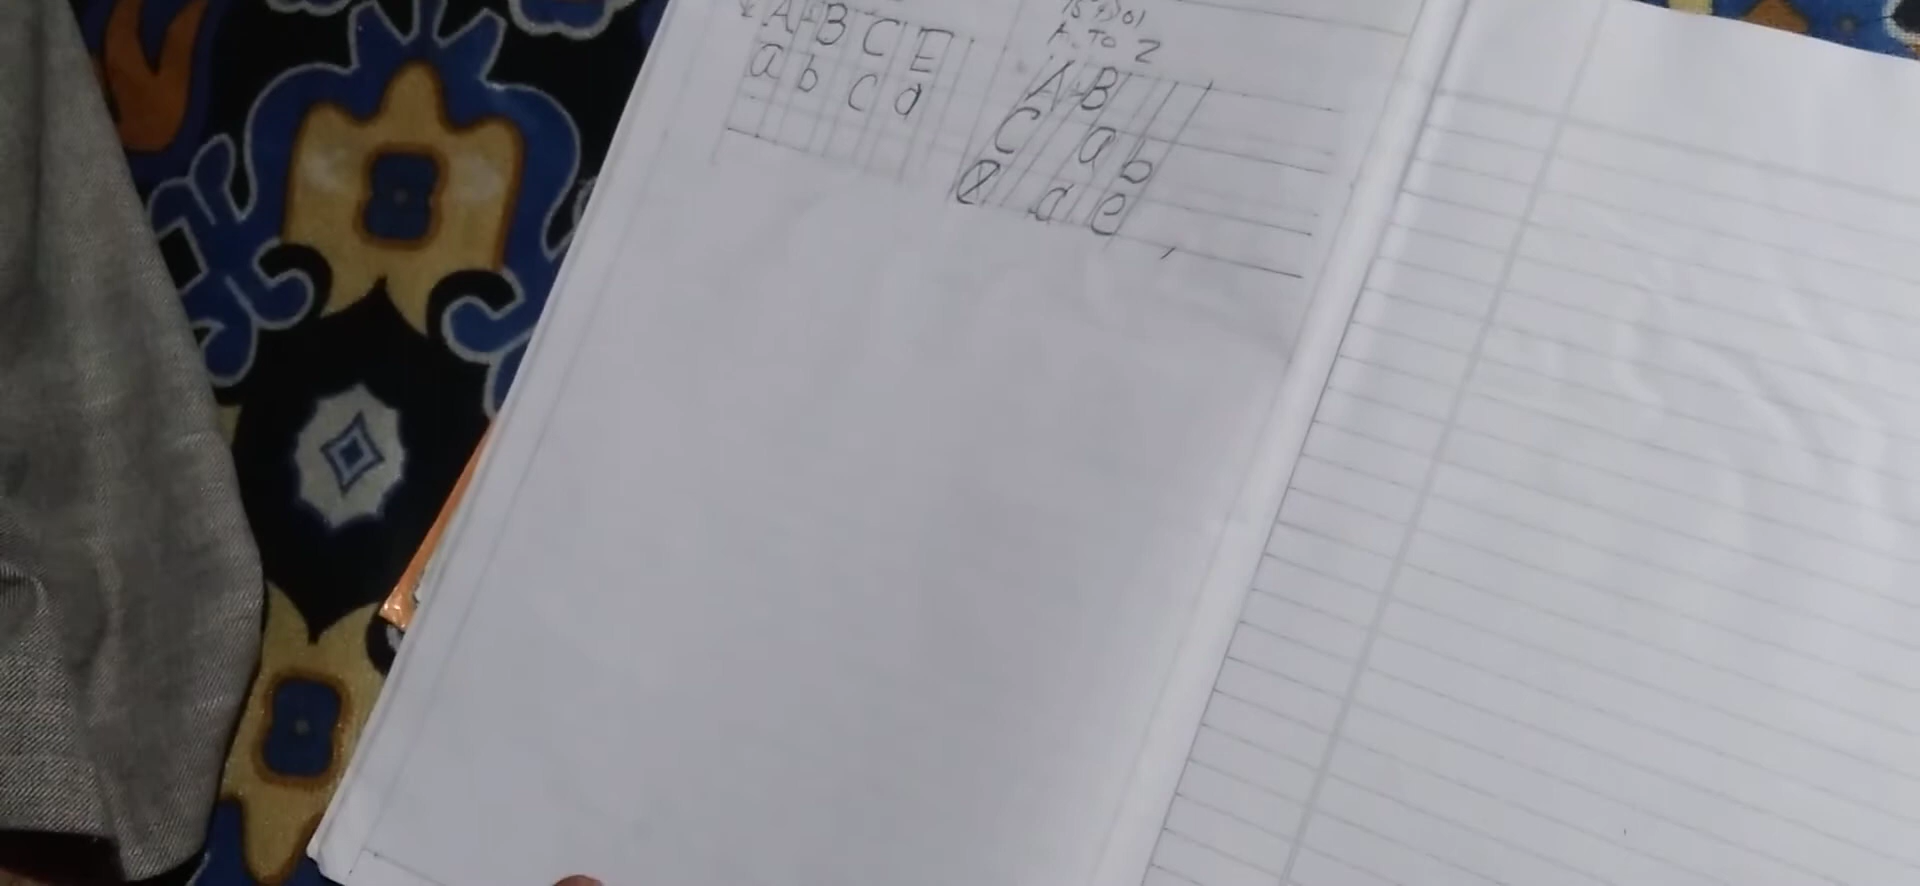 A B C E
a b c d
A To Z
A B
C a b
d e